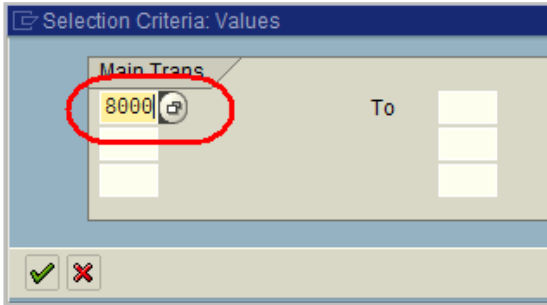 Selection Criteria: Values
Main Trans.
8000 To